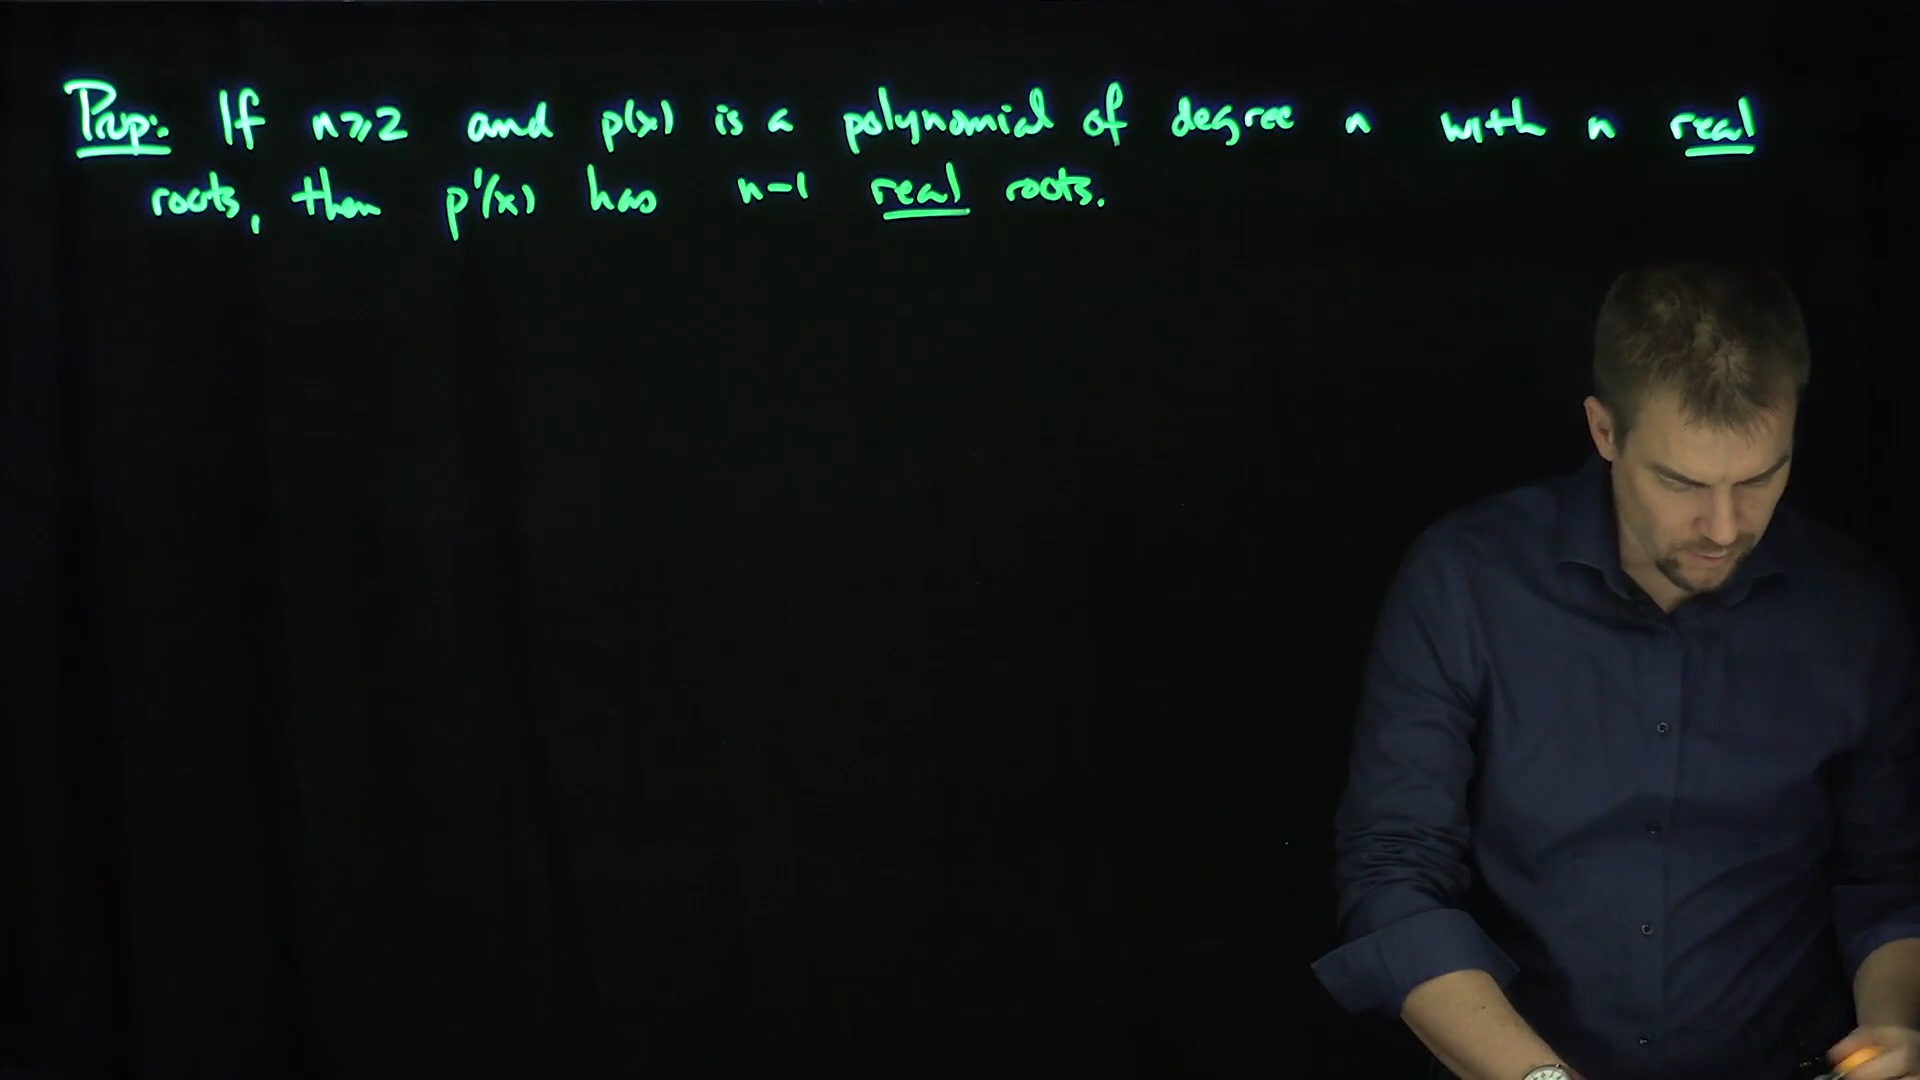 Prop: If n⩾2 and p(x) is a polynomial of degree n with n real
roots, then p'(x) has n-1 real roots.